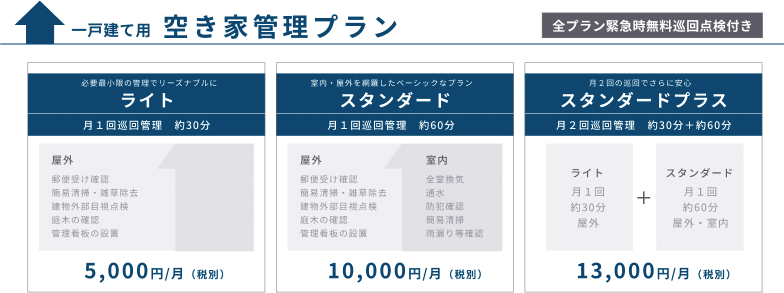 一戸建て用 空き家管理プラン
全プラン緊急時無料巡回点検付き
必要最小限の管理でリーズナブルに
ライト
月1回巡回管理 約30分
屋外
郵便受け確認
簡易清掃・雑草除去
建物外部目視点検
庭木の確認
管理看板の設置
5,000円/月（税別）
室内・屋外を網羅したベーシックなプラン
スタンダード
月1回巡回管理 約60分
屋外
郵便受け確認
簡易清掃・雑草除去
建物外部目視点検
庭木の確認
管理看板の設置
室内
全室換気
通水
防犯確認
簡易清掃
雨漏り等確認
10,000円/月（税別）
月2回の巡回でさらに安心
スタンダードプラス
月2回巡回管理 約30分＋約60分
ライト
月1回
約30分
屋外
＋
スタンダード
月1回
約60分
屋外・室内
13,000円/月（税別）